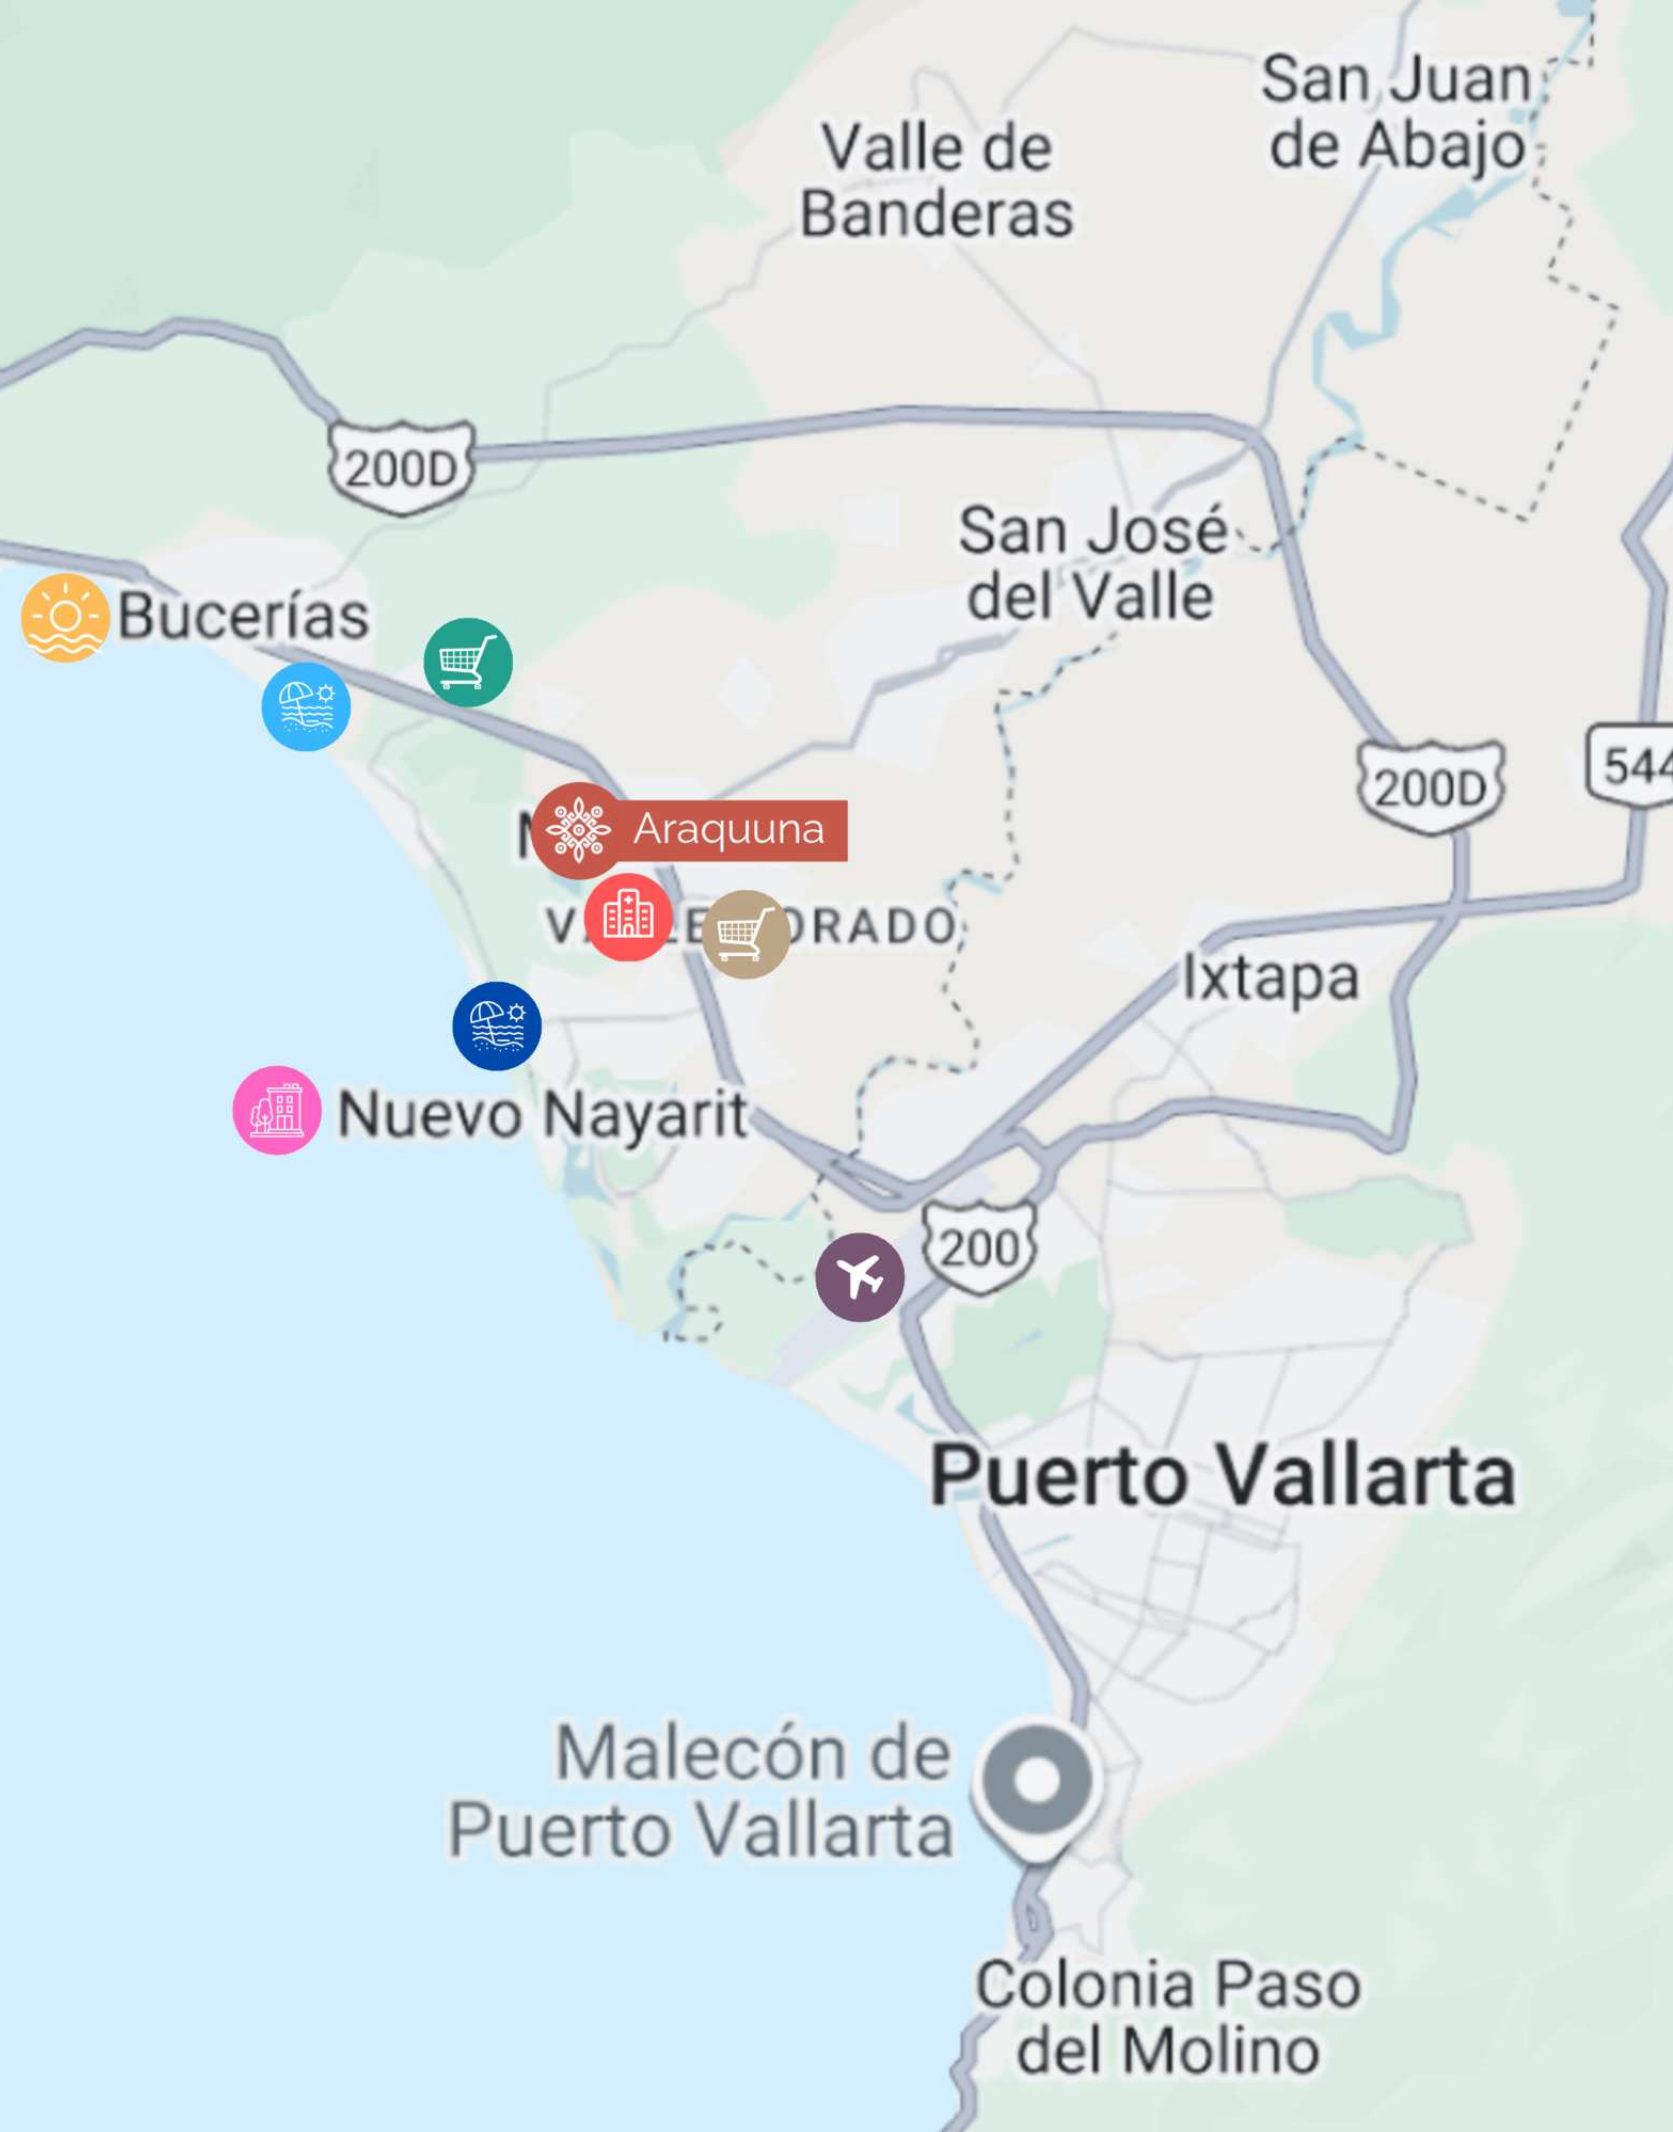 San Juan
de Abajo
Valle de
Banderas
200D
San José
del Valle
Bucerías
200D
544
Araquuna
ORADO
Ixtapa
Nuevo Nayarit
200
Puerto Vallarta
Malecón de
Puerto Vallarta
Colonia Paso
del Molino